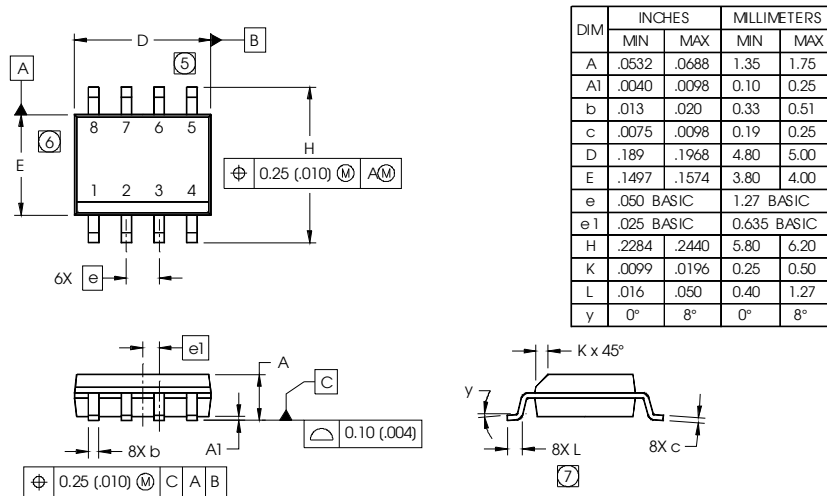 D
B
5
A
8 7 6 5
6
E
H
⌖ 0.25 (.010) Ⓜ AⓂ
1 2 3 4
6X e
DIM INCHES MILLIMETERS
MIN MAX MIN MAX
A .0532 .0688 1.35 1.75
A1 .0040 .0098 0.10 0.25
b .013 .020 0.33 0.51
c .0075 .0098 0.19 0.25
D .189 .1968 4.80 5.00
E .1497 .1574 3.80 4.00
e .050 BASIC 1.27 BASIC
e1 .025 BASIC 0.635 BASIC
H .2284 .2440 5.80 6.20
K .0099 .0196 0.25 0.50
L .016 .050 0.40 1.27
y 0° 8° 0° 8°
e1
A
C
8X b
A1
⌓ 0.10 (.004)
⌖ 0.25 (.010) Ⓜ C A B
K x 45°
y
8X L
8X c
7